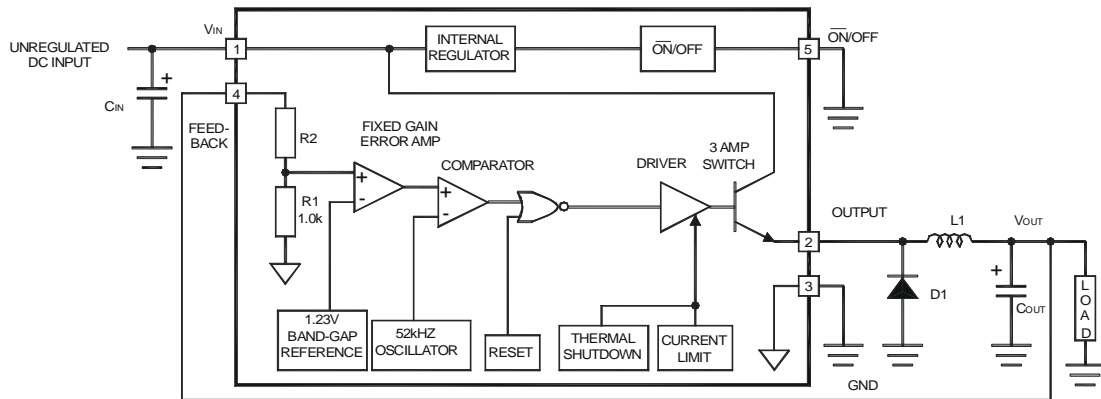 UNREGULATED
DC INPUT
VIN
1
INTERNAL
REGULATOR
ON/OFF
5
ON/OFF
+
CIN
4
FEED-
BACK
R2
FIXED GAIN
ERROR AMP
COMPARATOR
DRIVER
3 AMP
SWITCH
R1
1.0k
+
-
+
-
OUTPUT
2
L1
VOUT
3
D1
+
COUT
LOAD
1.23V
BAND-GAP
REFERENCE
52kHZ
OSCILLATOR
RESET
THERMAL
SHUTDOWN
CURRENT
LIMIT
GND